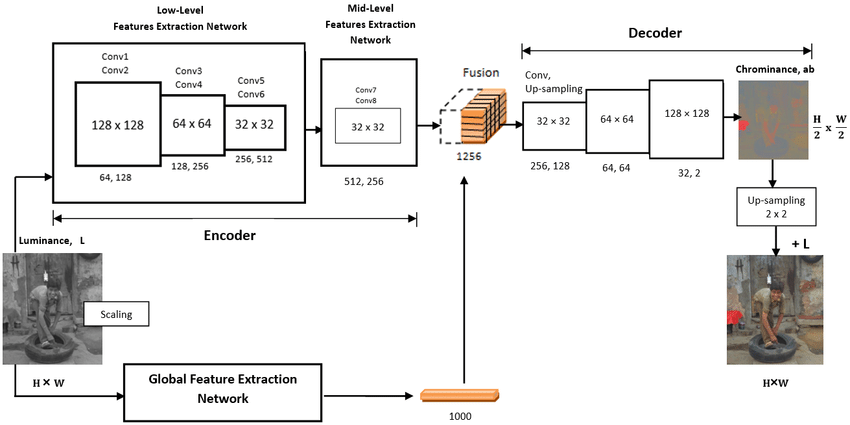 Low-Level
Features Extraction Network
Mid-Level
Features Extraction
Network
Decoder
Conv1
Conv2
Conv3
Conv4
Conv5
Conv6
128 x 128
64 x 64
32 x 32
64, 128
128, 256
256, 512
Conv7
Conv8
32 x 32
512, 256
Encoder
Fusion
1256
Conv,
Up-sampling
32 × 32
64 × 64
128 × 128
256, 128
64, 64
32, 2
Chrominance, ab
H/2 x W/2
Up-sampling
2 x 2
+ L
H×W
Luminance, L
Scaling
H × W
Global Feature Extraction
Network
1000